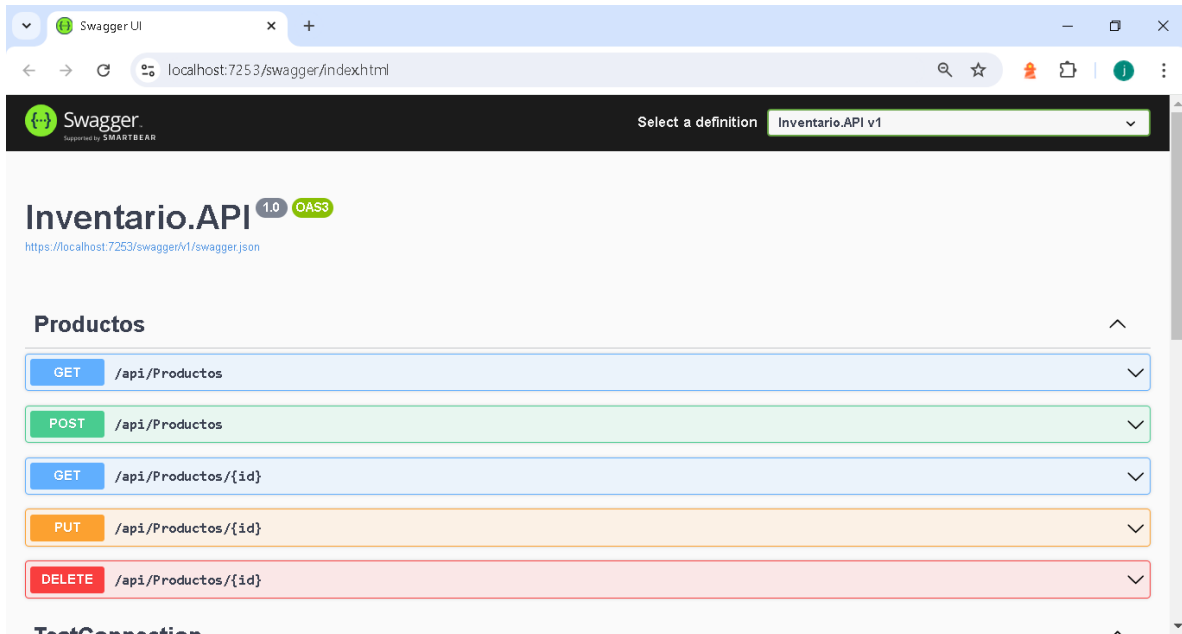 Swagger UI
localhost:7253/swagger/index.html
j
Swagger.
Supported by SMARTBEAR
Select a definition
Inventario.API v1
Inventario.API 1.0 OAS3
https://localhost:7253/swagger/v1/swagger.json
Productos
GET /api/Productos
POST /api/Productos
GET /api/Productos/{id}
PUT /api/Productos/{id}
DELETE /api/Productos/{id}
TestConnection